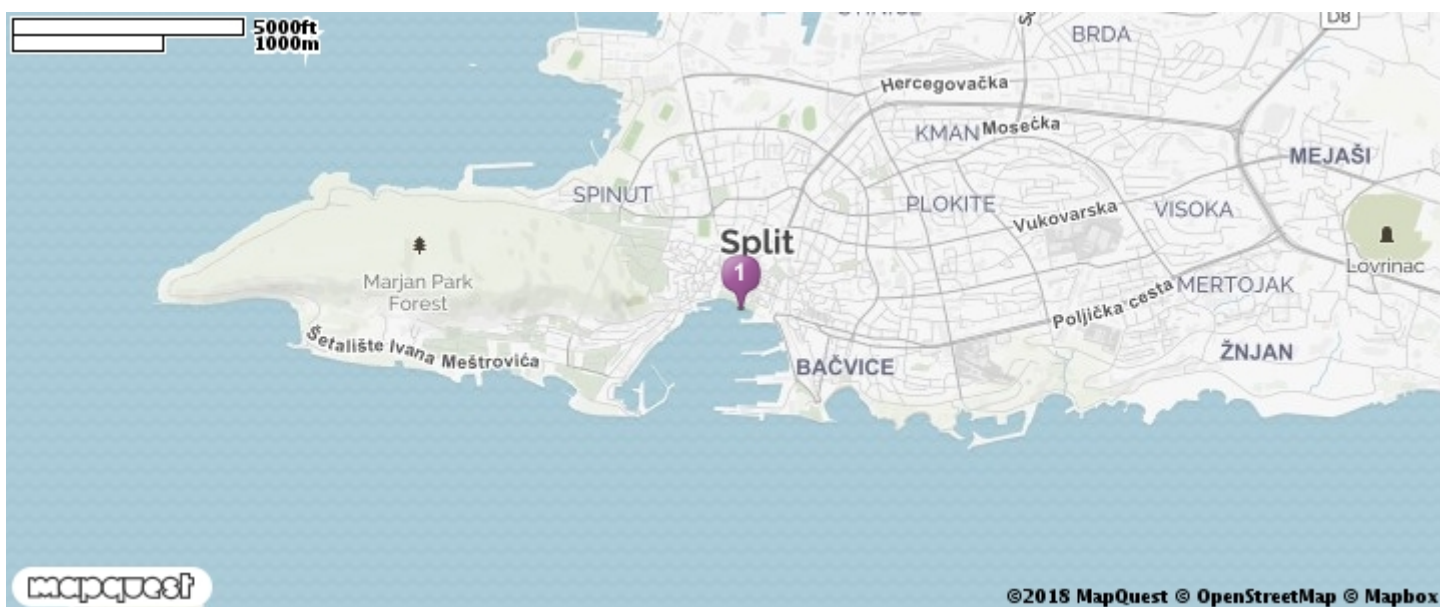 5000ft
1000m
D8
BRDA
Hercegovačka
KMAN
Mosećka
MEJAŠI
SPINUT
PLOKITE
Vukovarska
VISOKA
Split
1
Lovrinac
Marjan Park
Forest
MERTOJAK
Poljička cesta
Šetalište Ivana Meštrovića
ŽNJAN
BAČVICE
mapquest
©2018 MapQuest © OpenStreetMap © Mapbox